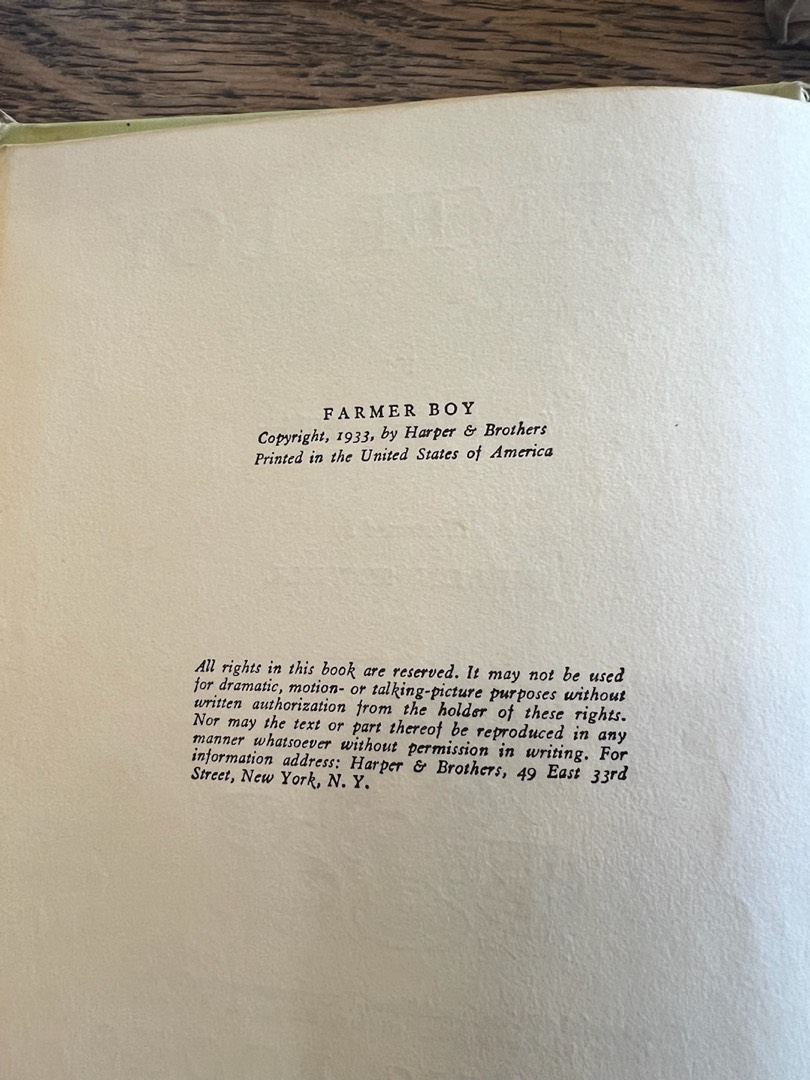 FARMER BOY
Copyright, 1933, by Harper & Brothers
Printed in the United States of America
All rights in this book are reserved. It may not be used
for dramatic, motion- or talking-picture purposes without
written authorization from the holder of these rights.
Nor may the text or part thereof be reproduced in any
manner whatsoever without permission in writing. For
information address: Harper & Brothers, 49 East 33rd
Street, New York, N. Y.